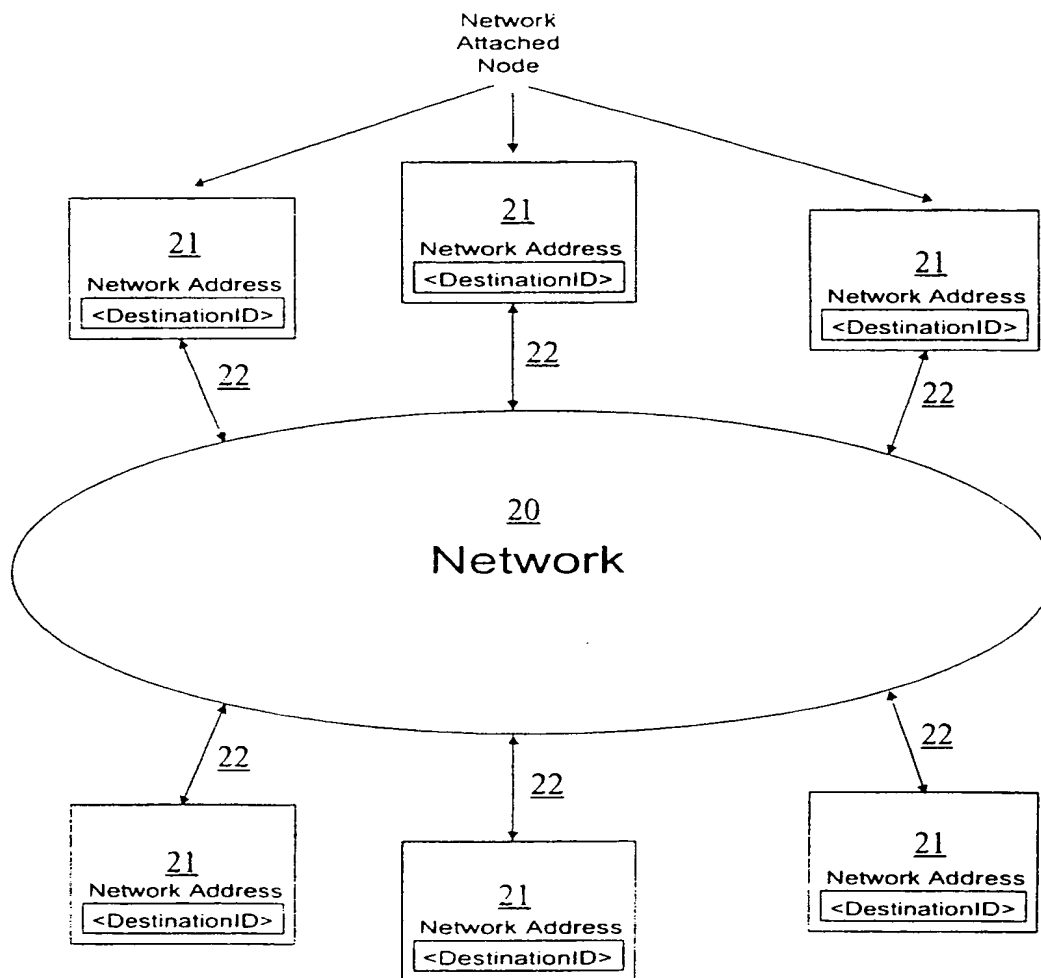 Network
Attached
Node
21
Network Address
<DestinationID>
21
Network Address
<DestinationID>
21
Network Address
<DestinationID>
22
22
22
20
Network
22
22
22
21
Network Address
<DestinationID>
21
Network Address
<DestinationID>
21
Network Address
<DestinationID>